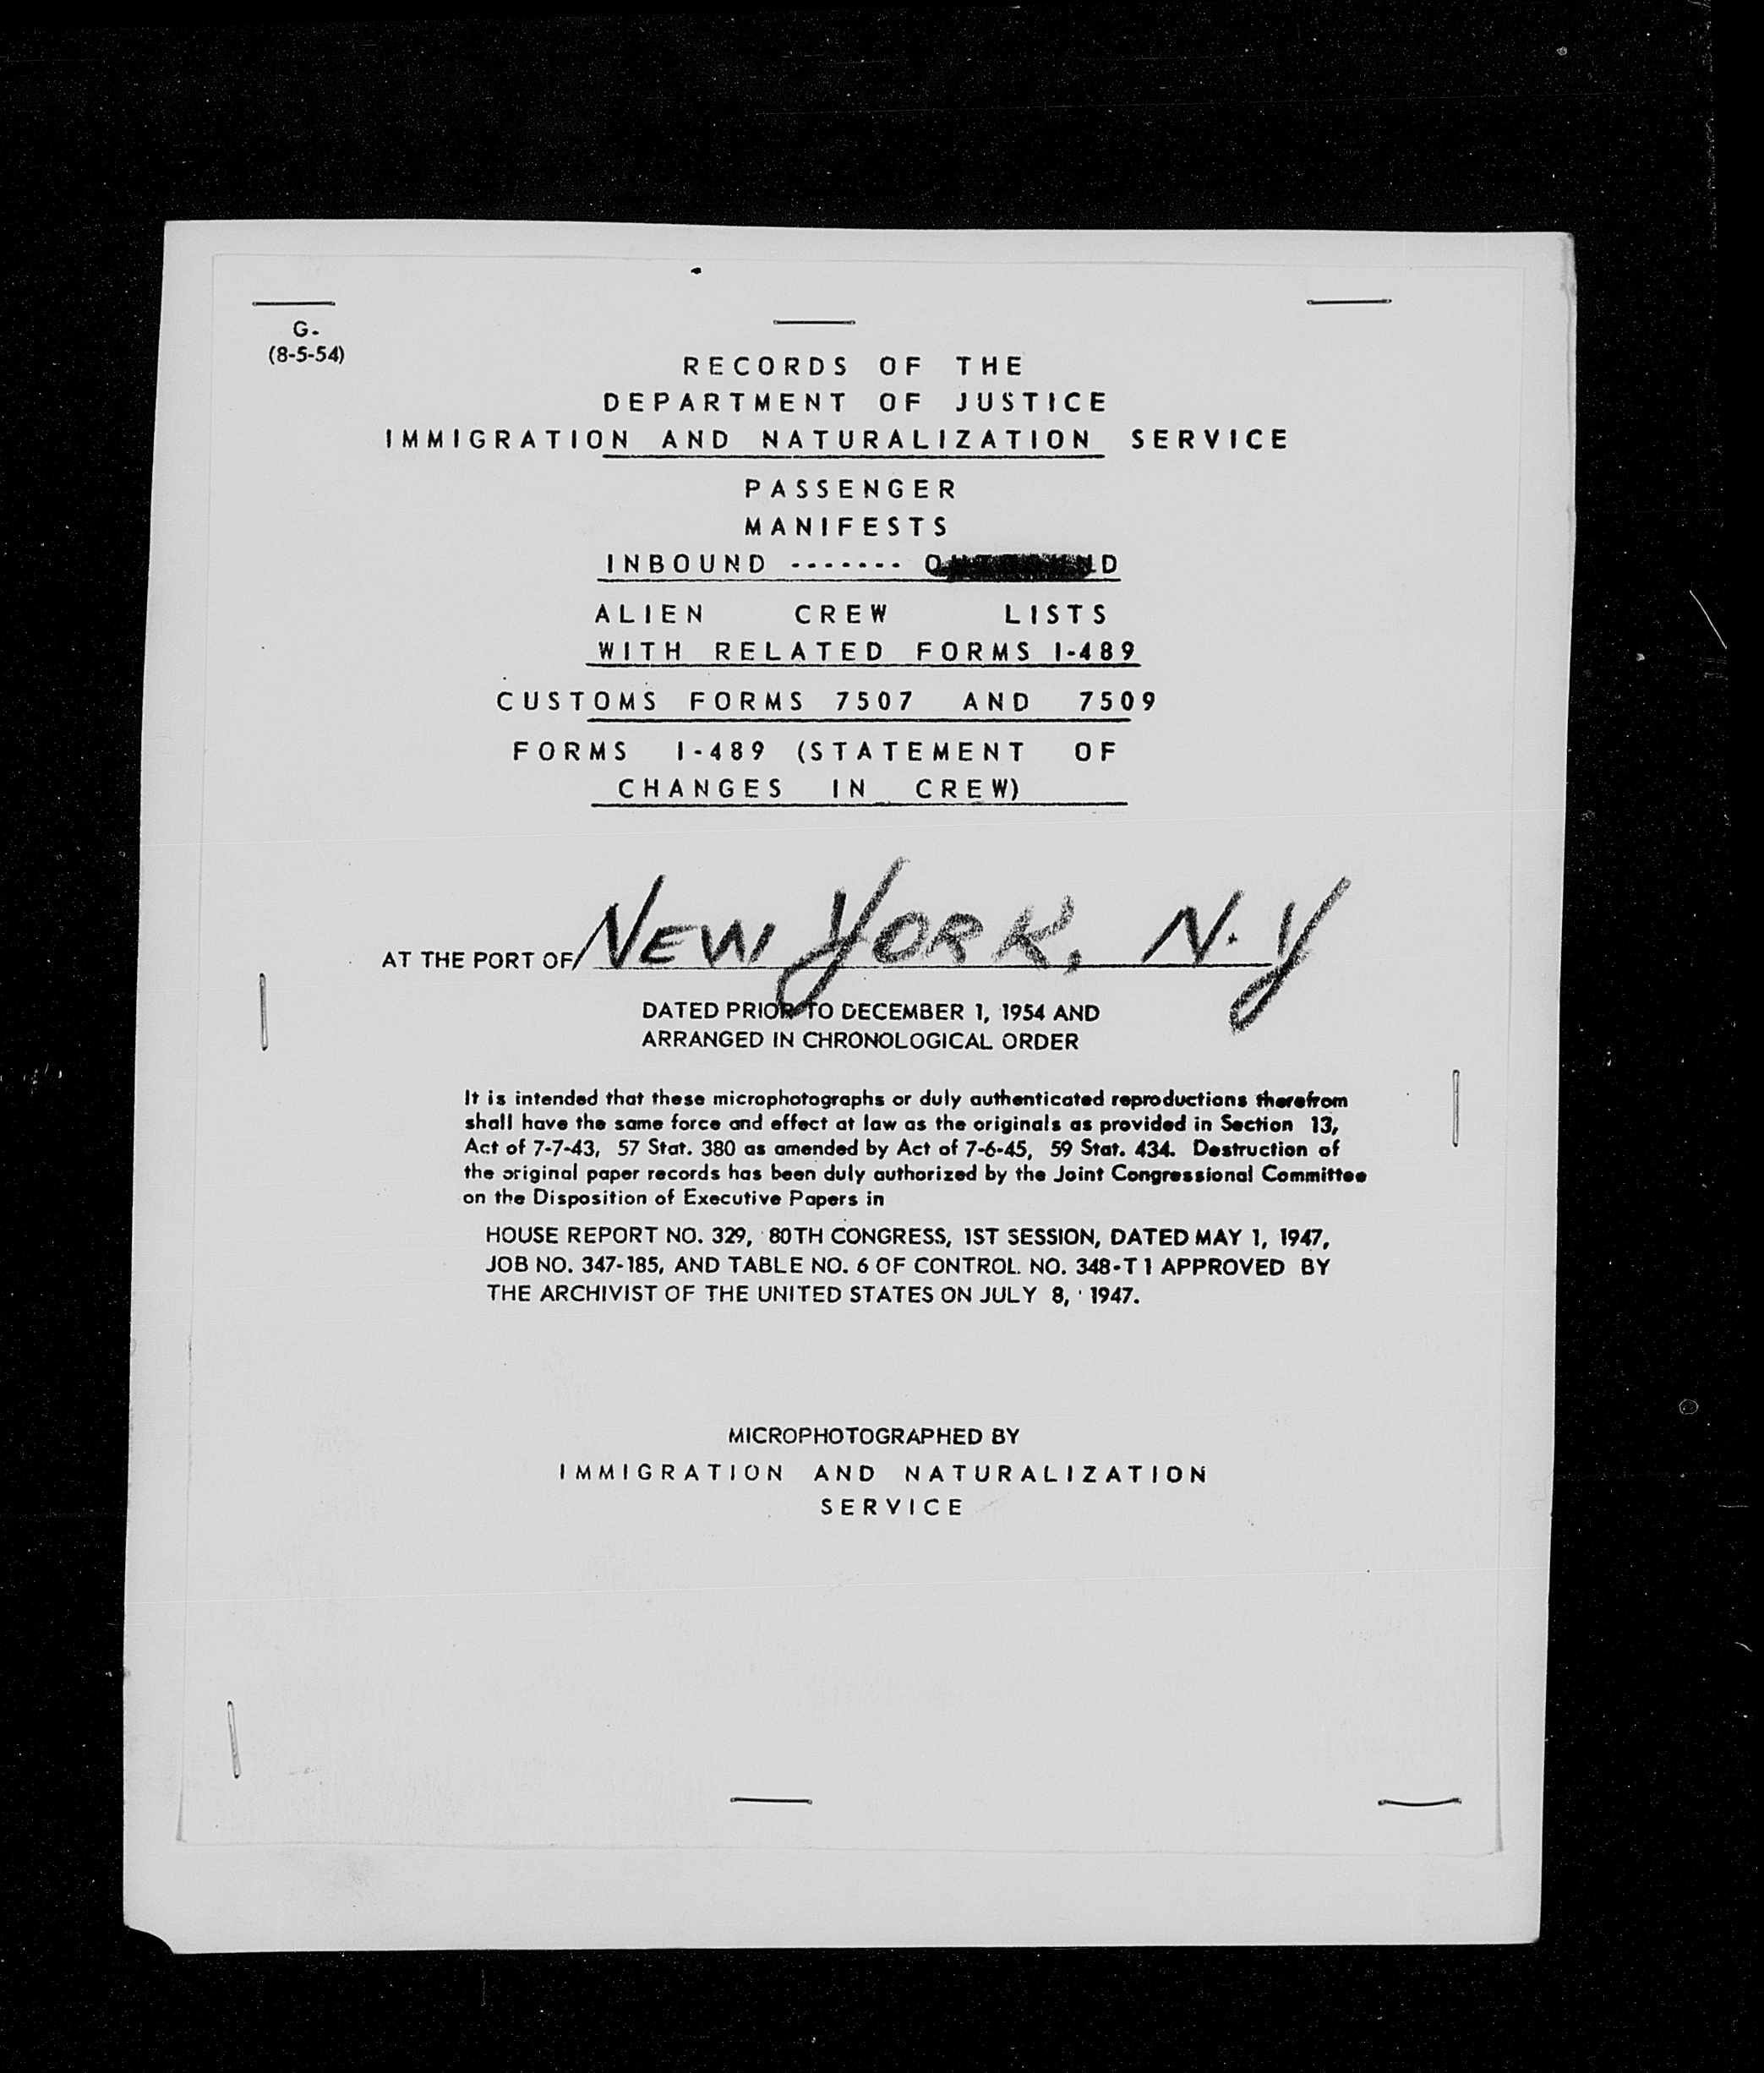 G-
(8-5-54)
RECORDS OF THE
DEPARTMENT OF JUSTICE
IMMIGRATION AND NATURALIZATION SERVICE
PASSENGER
MANIFESTS
INBOUND -------
ALIEN CREW LISTS
WITH RELATED FORMS I-489
CUSTOMS FORMS 7507 AND 7509
FORMS I-489 (STATEMENT OF
CHANGES IN CREW)
AT THE PORT OF NEW YORK, N.Y
DATED PRIOR TO DECEMBER 1, 1954 AND
ARRANGED IN CHRONOLOGICAL ORDER
It is intended that these microphotographs or duly authenticated reproductions therefrom
shall have the same force and effect at law as the originals as provided in Section 13,
Act of 7-7-43, 57 Stat. 380 as amended by Act of 7-6-45, 59 Stat. 434. Destruction of
the original paper records has been duly authorized by the Joint Congressional Committee
on the Disposition of Executive Papers in
HOUSE REPORT NO. 329, 80TH CONGRESS, 1ST SESSION, DATED MAY 1, 1947,
JOB NO. 347-185, AND TABLE NO. 6 OF CONTROL NO. 348-T1 APPROVED BY
THE ARCHIVIST OF THE UNITED STATES ON JULY 8, 1947.
MICROPHOTOGRAPHED BY
IMMIGRATION AND NATURALIZATION
SERVICE